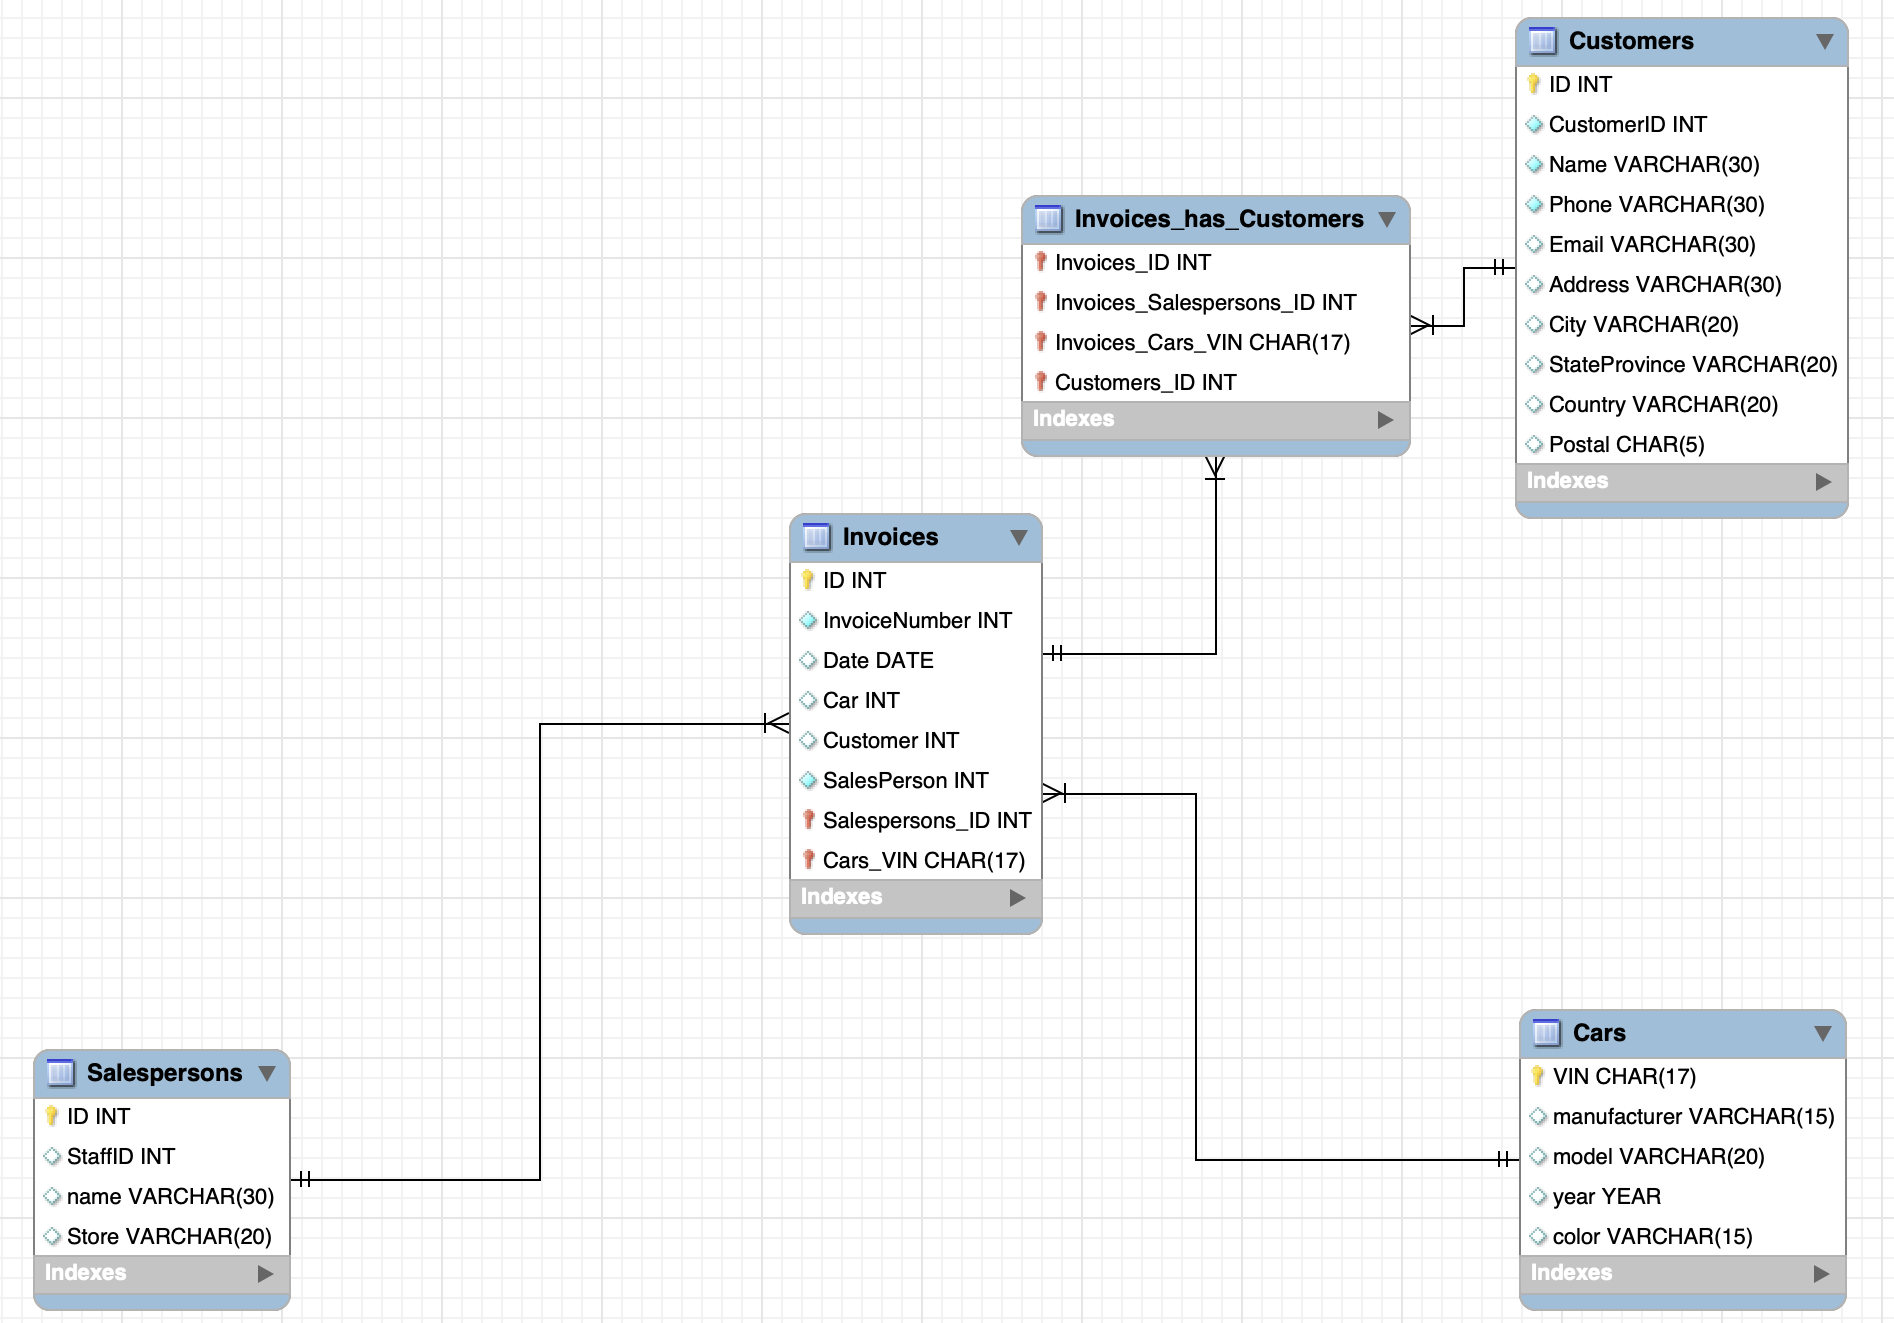 Customers
ID INT
CustomerID INT
Name VARCHAR(30)
Phone VARCHAR(30)
Email VARCHAR(30)
Address VARCHAR(30)
City VARCHAR(20)
StateProvince VARCHAR(20)
Country VARCHAR(20)
Postal CHAR(5)
Indexes
Invoices_has_Customers
Invoices_ID INT
Invoices_Salespersons_ID INT
Invoices_Cars_VIN CHAR(17)
Customers_ID INT
Indexes
Invoices
ID INT
InvoiceNumber INT
Date DATE
Car INT
Customer INT
SalesPerson INT
Salespersons_ID INT
Cars_VIN CHAR(17)
Indexes
Salespersons
ID INT
StaffID INT
name VARCHAR(30)
Store VARCHAR(20)
Indexes
Cars
VIN CHAR(17)
manufacturer VARCHAR(15)
model VARCHAR(20)
year YEAR
color VARCHAR(15)
Indexes